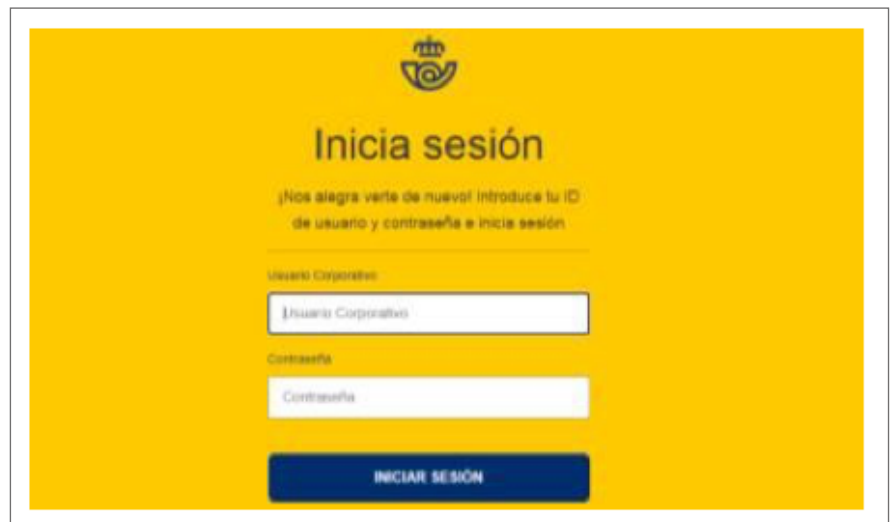 Inicia sesión
¡Nos alegra verte de nuevo! Introduce tu ID
de usuario y contraseña e inicia sesión
Usuario Corporativo
Usuario Corporativo
Contraseña
Contraseña
INICIAR SESIÓN